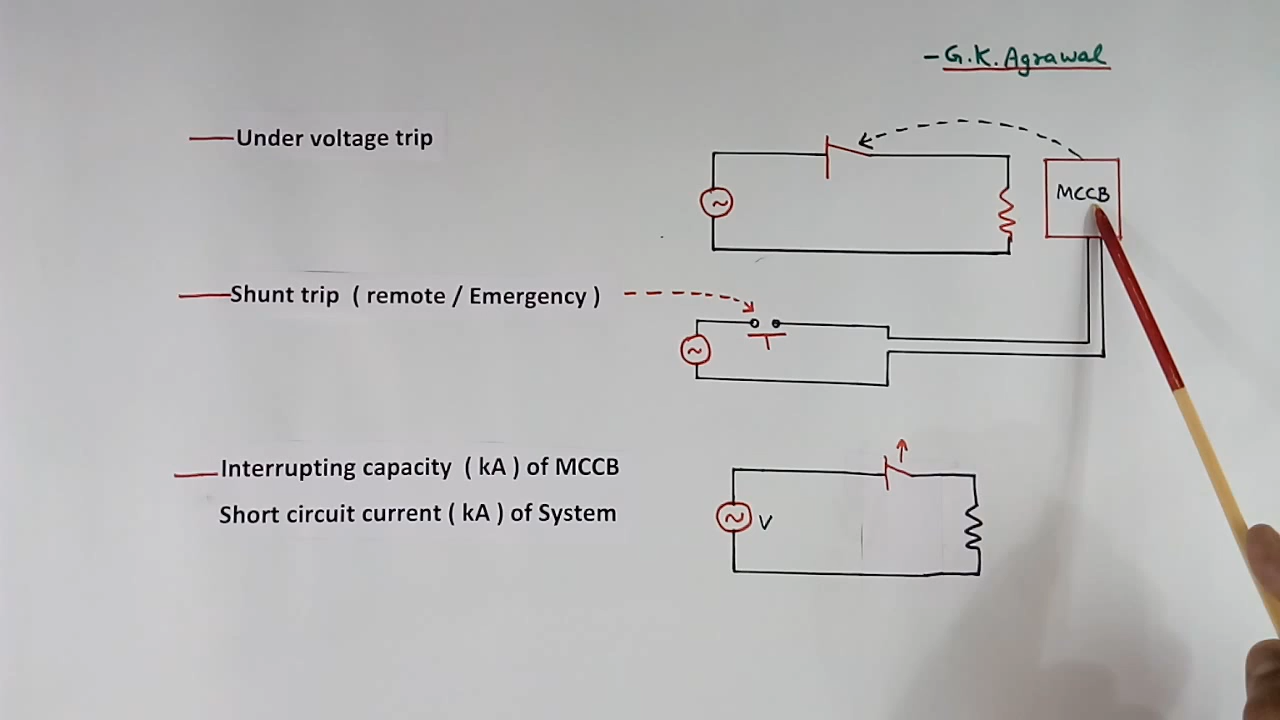 - G.K. Agrawal
Under voltage trip
MCCB
Shunt trip ( remote / Emergency )
Interrupting capacity ( kA ) of MCCB
Short circuit current ( kA ) of System
V